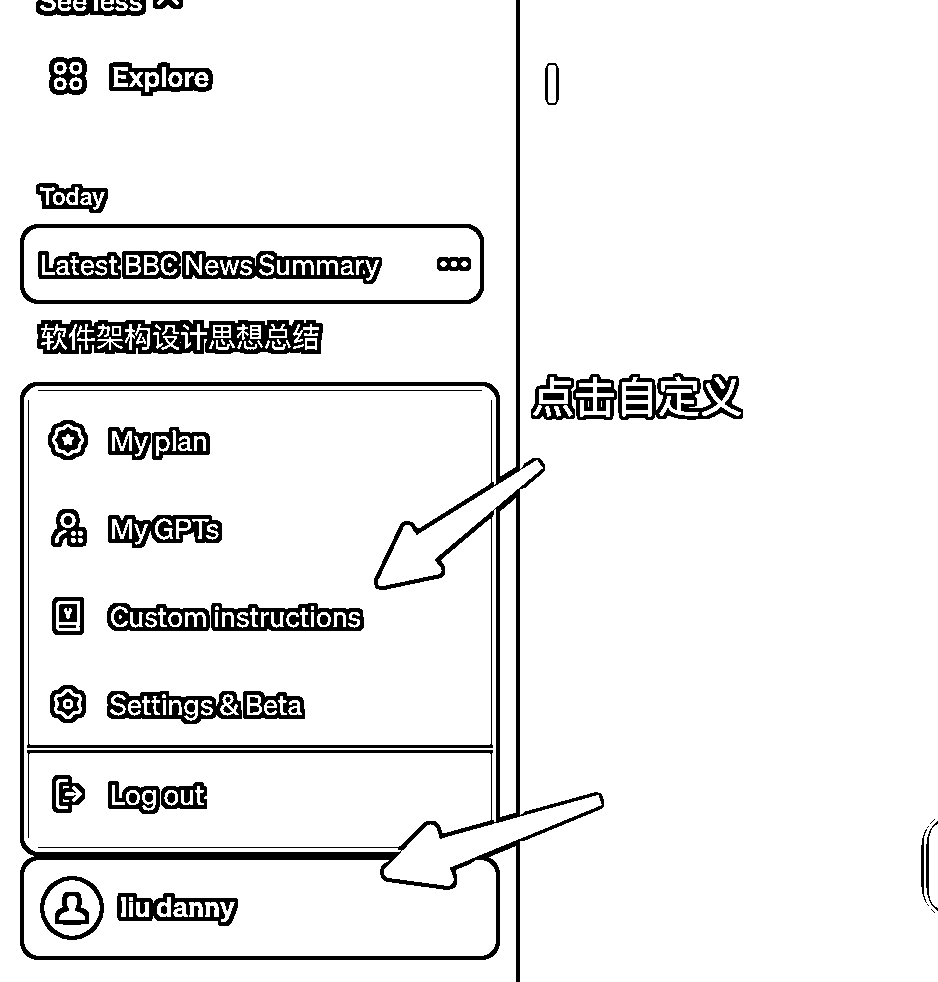 See less
Explore
Today
Latest BBC News Summary
软件架构设计思想总结
点击自定义
My plan
My GPTs
Custom instructions
Settings & Beta
Log out
liu danny